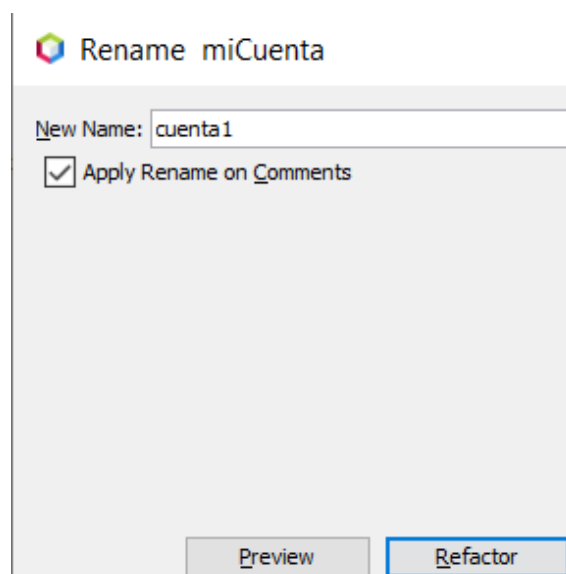 Rename miCuenta
New Name: cuenta1
Apply Rename on Comments
Preview Refactor